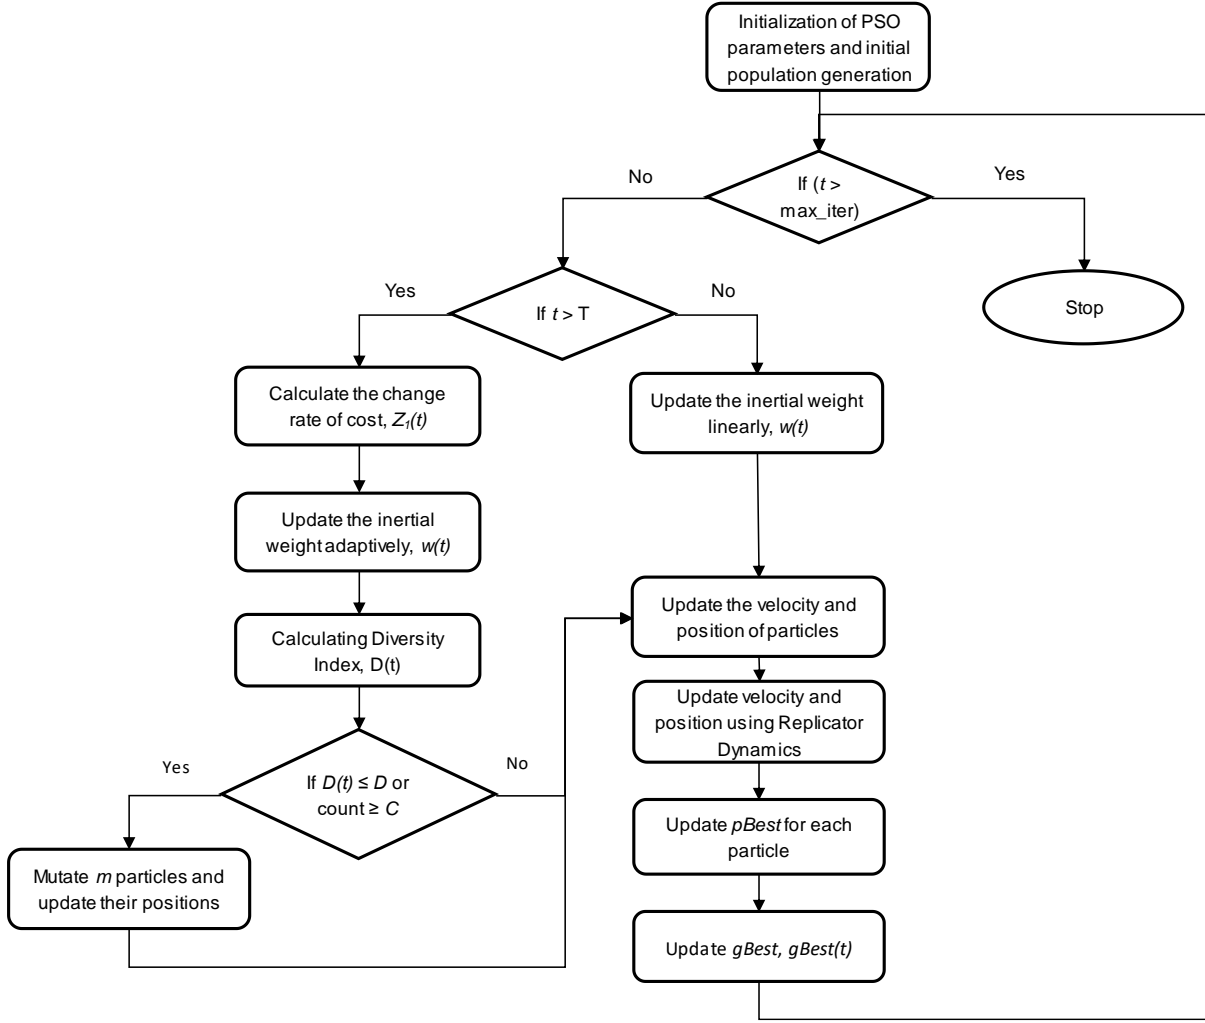 Initialization of PSO
parameters and initial
population generation
No
If (t >
max_iter)
Yes
Yes
If t > T
No
Stop
Calculate the change
rate of cost, Z₁(t)
Update the inertial weight
linearly, w(t)
Update the inertial
weight adaptively, w(t)
Update the velocity and
position of particles
Calculating Diversity
Index, D(t)
Update velocity and
position using Replicator
Dynamics
Yes
If D(t) ≤ D or
count ≥ C
No
Update pBest for each
particle
Mutate m particles and
update their positions
Update gBest, gBest(t)